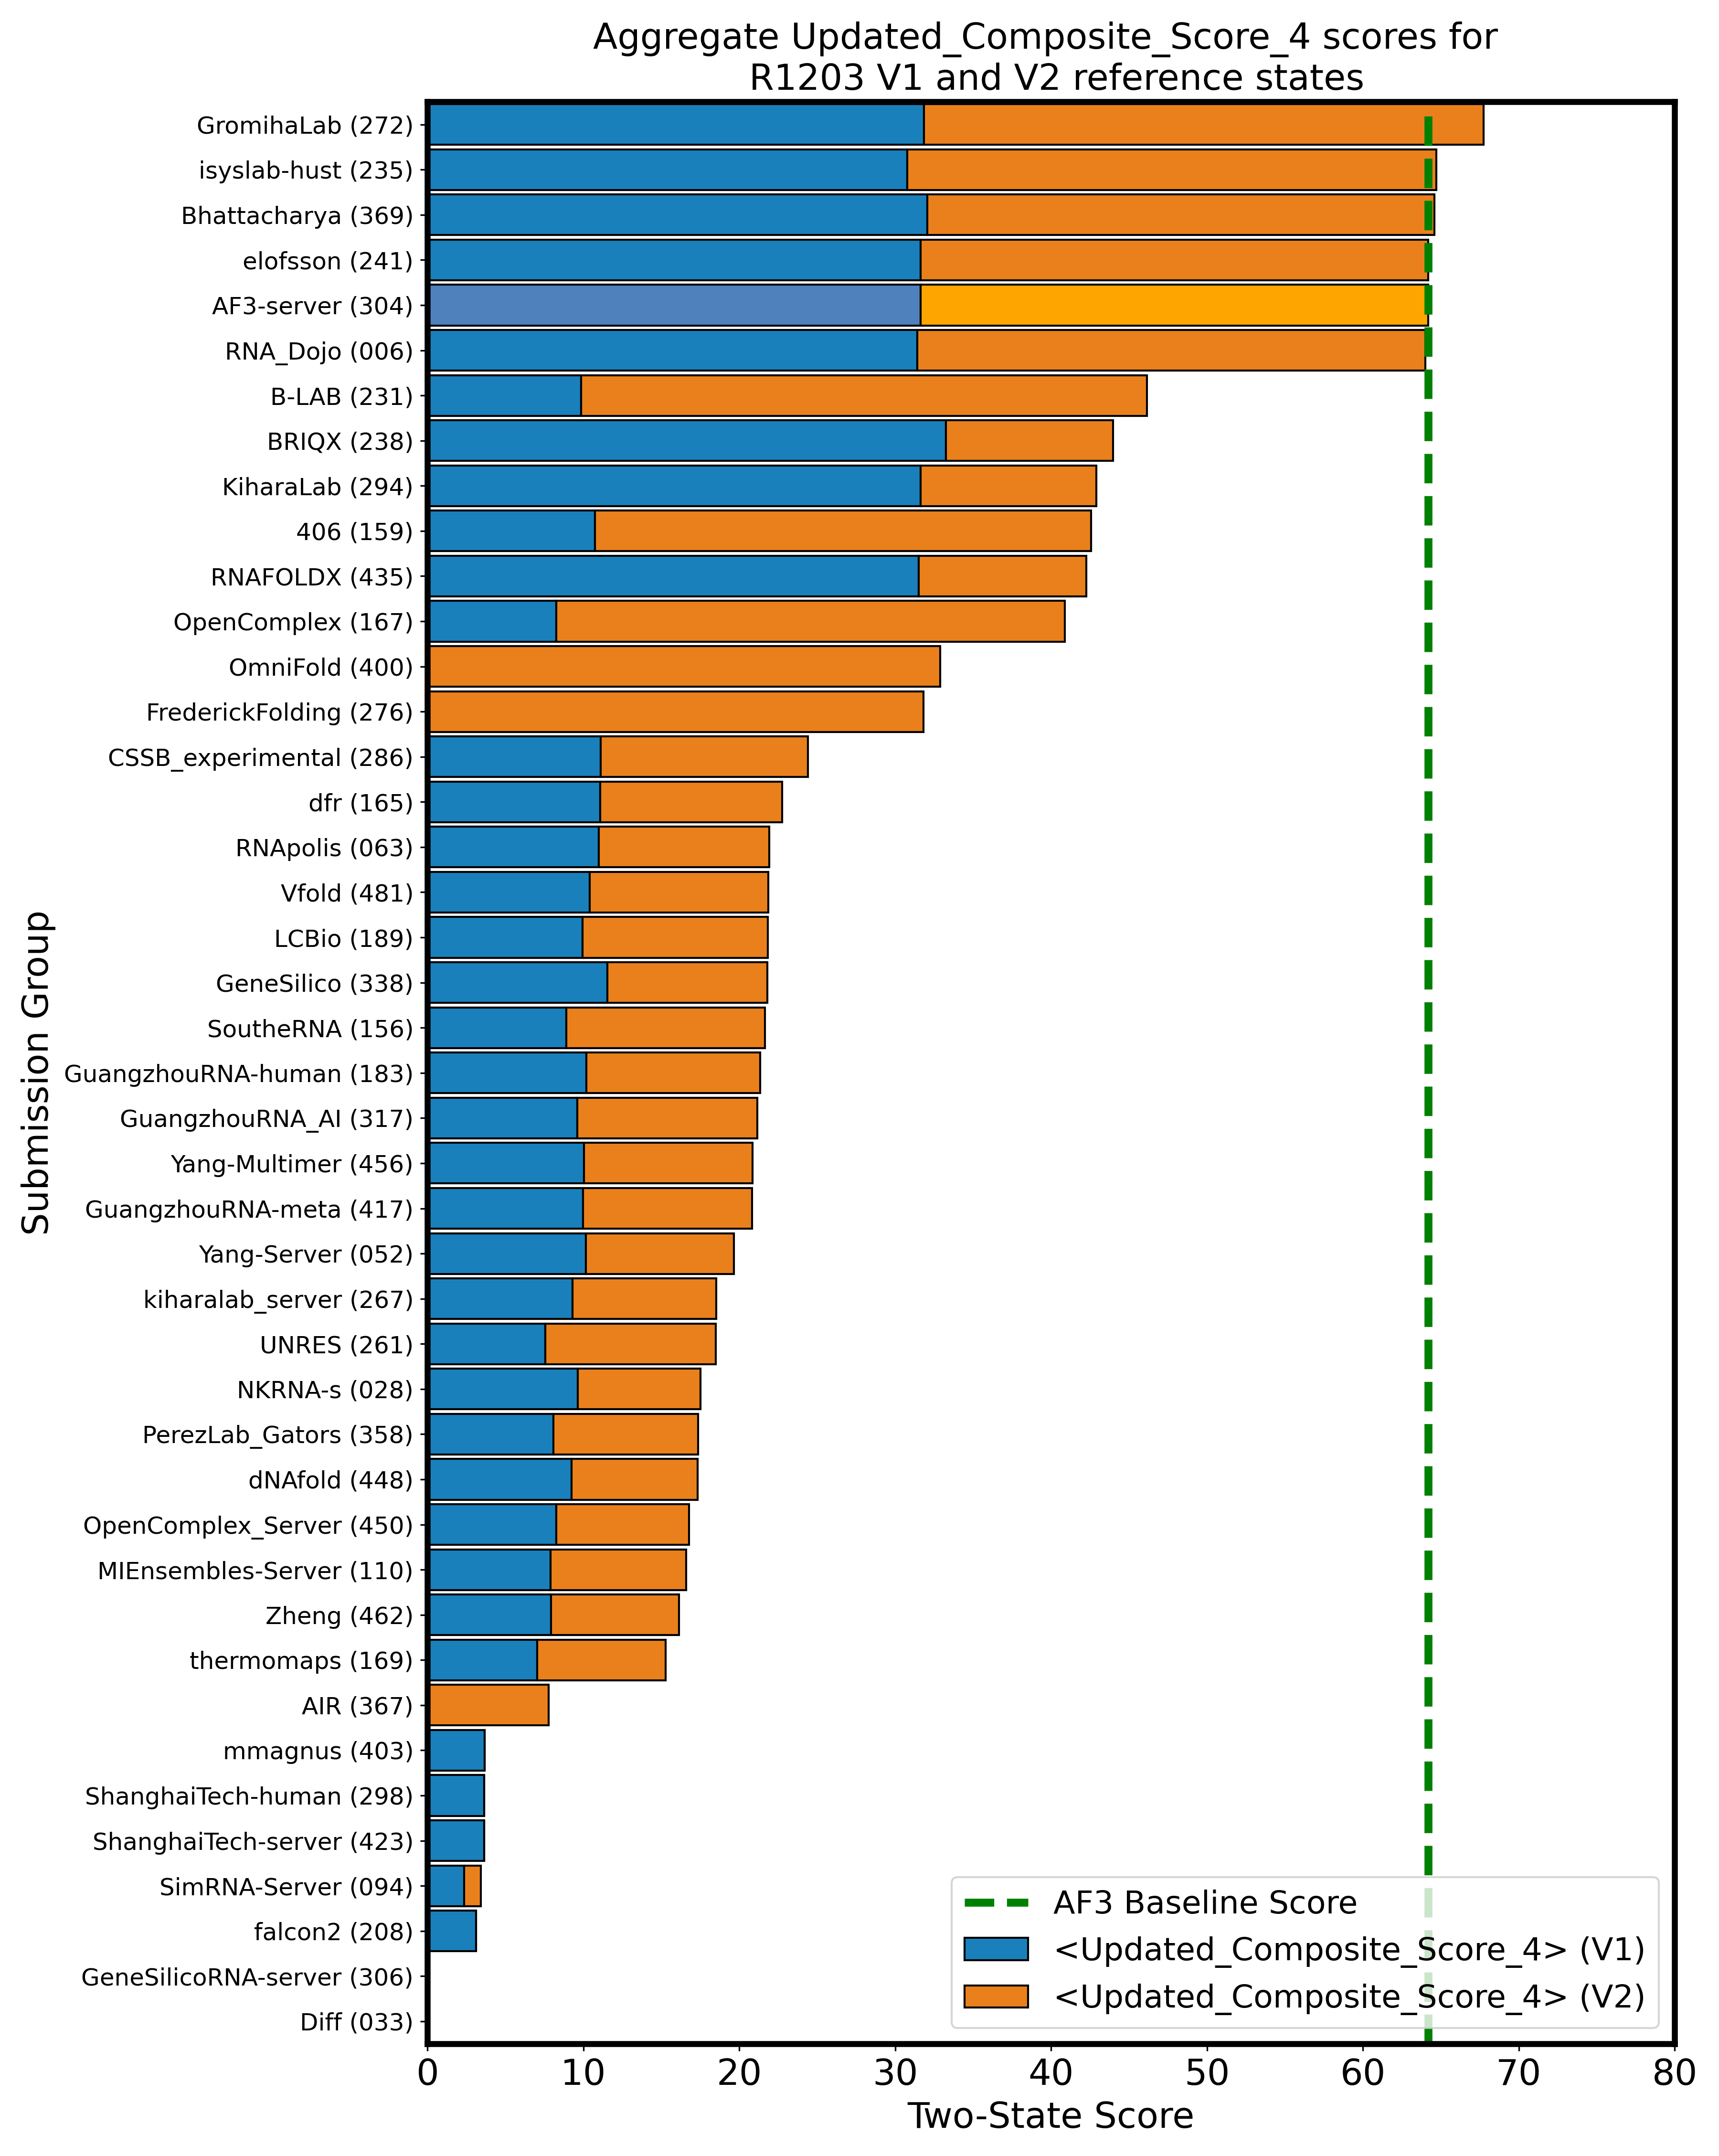 Aggregate Updated_Composite_Score_4 scores for
R1203 V1 and V2 reference states
GromihaLab (272)
isyslab-hust (235)
Bhattacharya (369)
elofsson (241)
AF3-server (304)
RNA_Dojo (006)
B-LAB (231)
BRIQX (238)
KiharaLab (294)
406 (159)
RNAFOLDX (435)
OpenComplex (167)
OmniFold (400)
FrederickFolding (276)
CSSB_experimental (286)
dfr (165)
RNApolis (063)
Vfold (481)
LCBio (189)
GeneSilico (338)
SoutheRNA (156)
GuangzhouRNA-human (183)
GuangzhouRNA_AI (317)
Yang-Multimer (456)
GuangzhouRNA-meta (417)
Yang-Server (052)
kiharalab_server (267)
UNRES (261)
NKRNA-s (028)
PerezLab_Gators (358)
dNAfold (448)
OpenComplex_Server (450)
MIEnsembles-Server (110)
Zheng (462)
thermomaps (169)
AIR (367)
mmagnus (403)
ShanghaiTech-human (298)
ShanghaiTech-server (423)
SimRNA-Server (094)
falcon2 (208)
GeneSilicoRNA-server (306)
Diff (033)
Submission Group
AF3 Baseline Score
<Updated_Composite_Score_4> (V1)
<Updated_Composite_Score_4> (V2)
0 10 20 30 40 50 60 70 80
Two-State Score